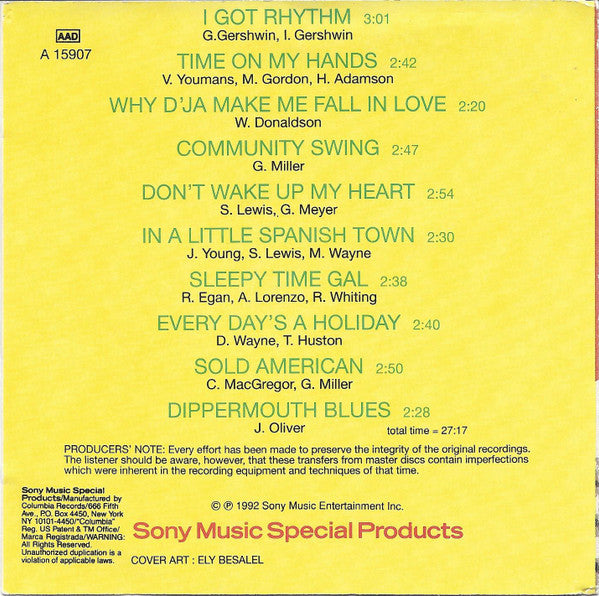 I GOT RHYTHM 3:01
G.Gershwin, I. Gershwin
AAD
A 15907
TIME ON MY HANDS 2:42
V. Youmans, M. Gordon, H. Adamson
WHY D'JA MAKE ME FALL IN LOVE 2:20
W. Donaldson
COMMUNITY SWING 2:47
G. Miller
DON'T WAKE UP MY HEART 2:54
S. Lewis, G. Meyer
IN A LITTLE SPANISH TOWN 2:30
J. Young, S. Lewis, M. Wayne
SLEEPY TIME GAL 2:38
R. Egan, A. Lorenzo, R. Whiting
EVERY DAY'S A HOLIDAY 2:40
D. Wayne, T. Huston
SOLD AMERICAN 2:50
C. MacGregor, G. Miller
DIPPERMOUTH BLUES 2:28
J. Oliver
total time = 27:17
PRODUCERS' NOTE: Every effort has been made to preserve the integrity of the original recordings.
The listener should be aware, however, that these transfers from master discs contain imperfections
which were inherent in the recording equipment and techniques of that time.
Sony Music Special
Products/Manufactured by
Columbia Records/666 Fifth
Ave., P.O. Box 4450, New York
NY 10101-4450/"Columbia"
Reg. US Patent & TM Office/
Marca Registrada/WARNING:
All Rights Reserved.
Unauthorized duplication is a
violation of applicable laws.
© ℗ 1992 Sony Music Entertainment Inc.
Sony Music Special Products
COVER ART : ELY BESALEL